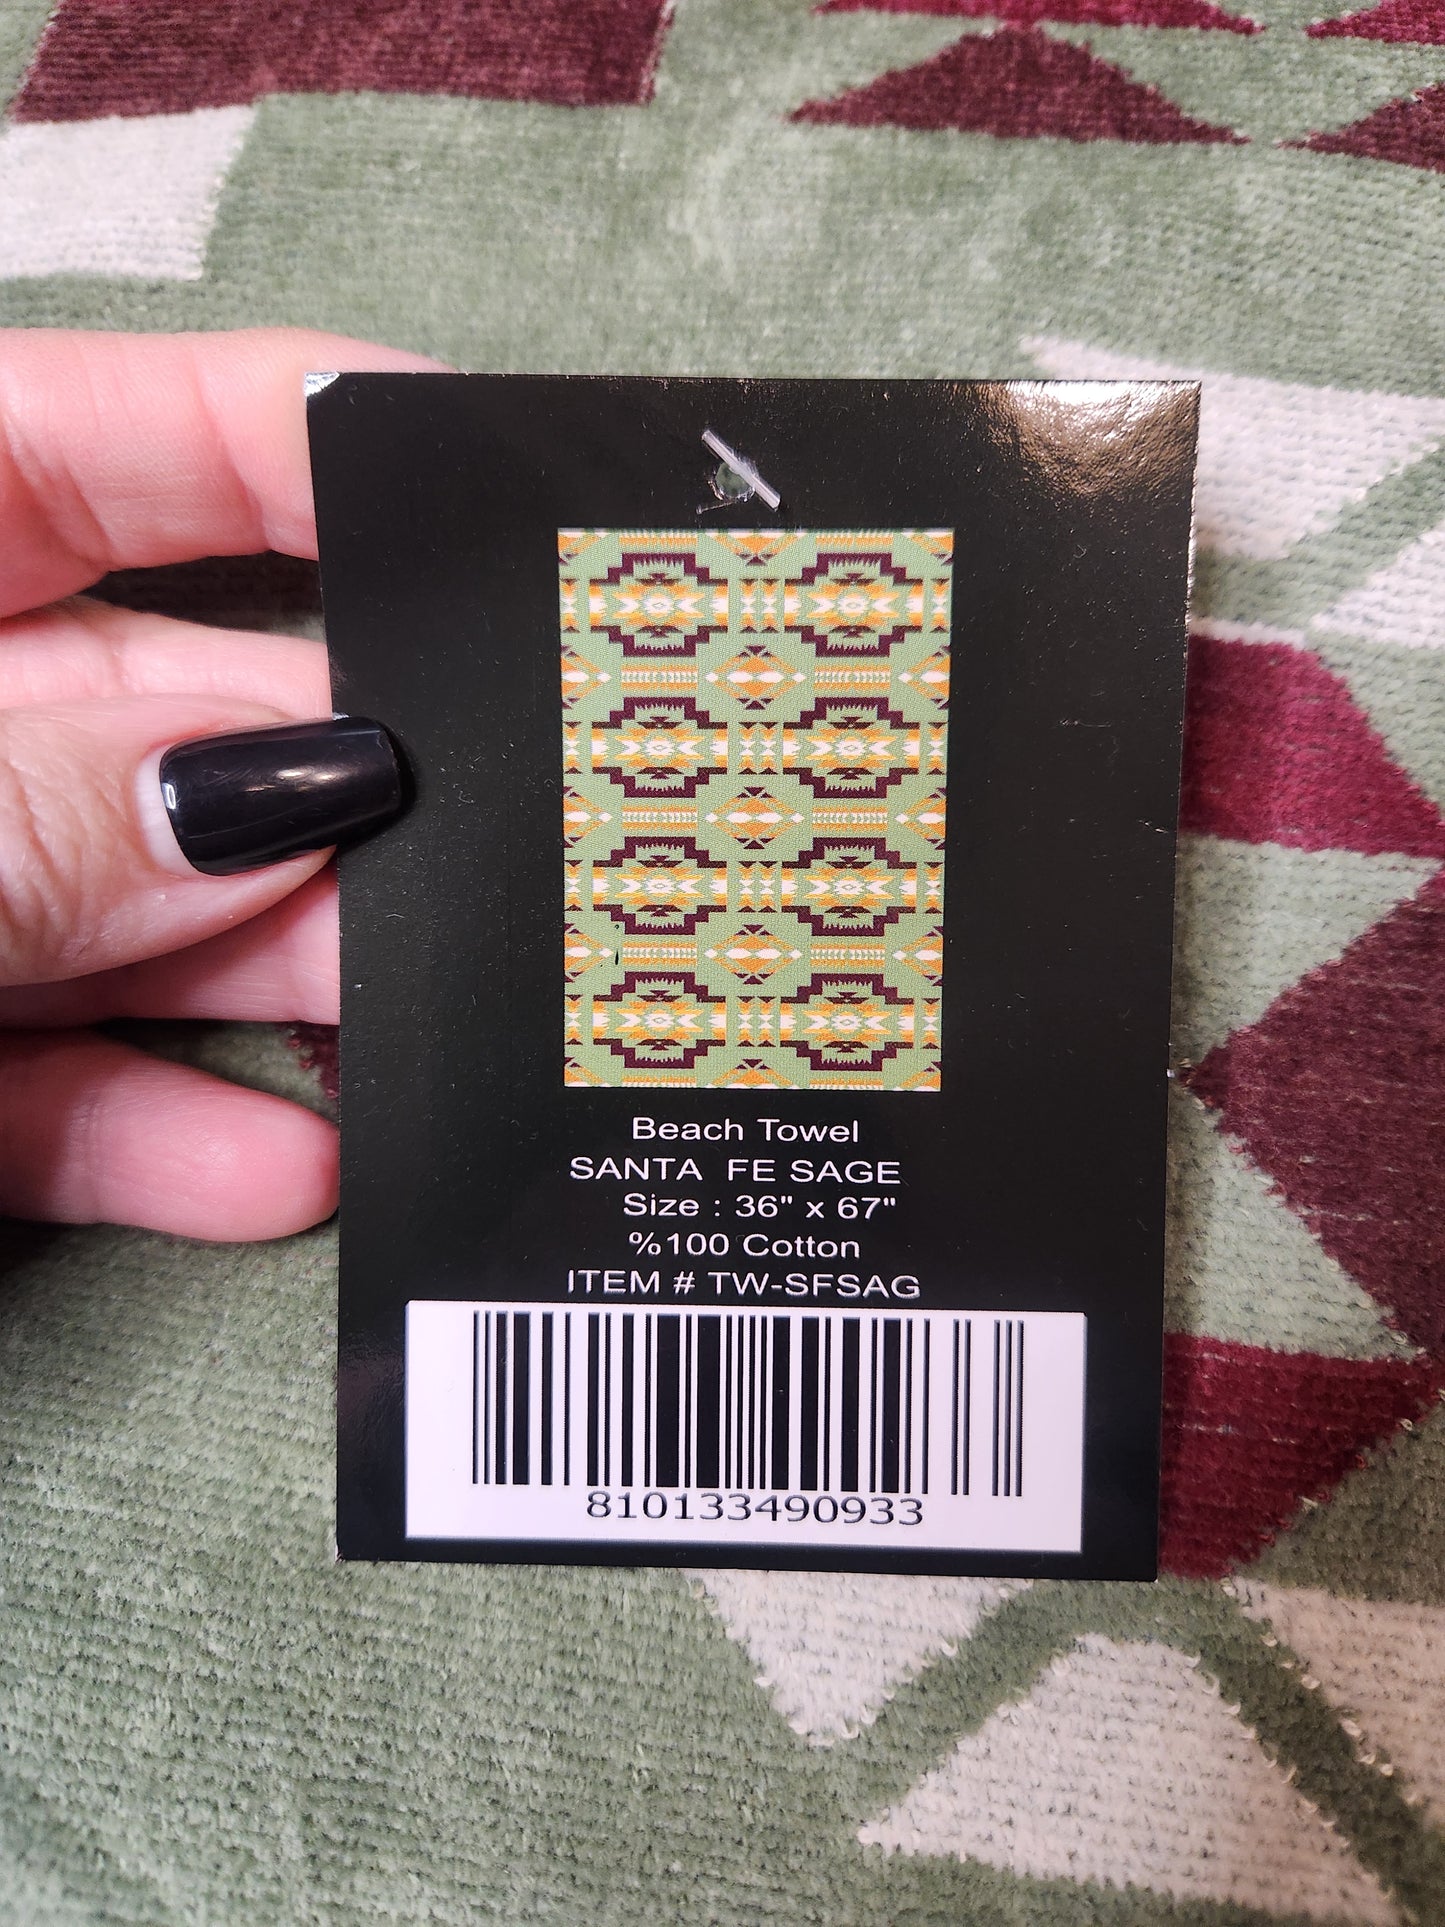 Beach Towel
SANTA FE SAGE
Size : 36" x 67"
%100 Cotton
ITEM # TW-SFSAG
810133490933